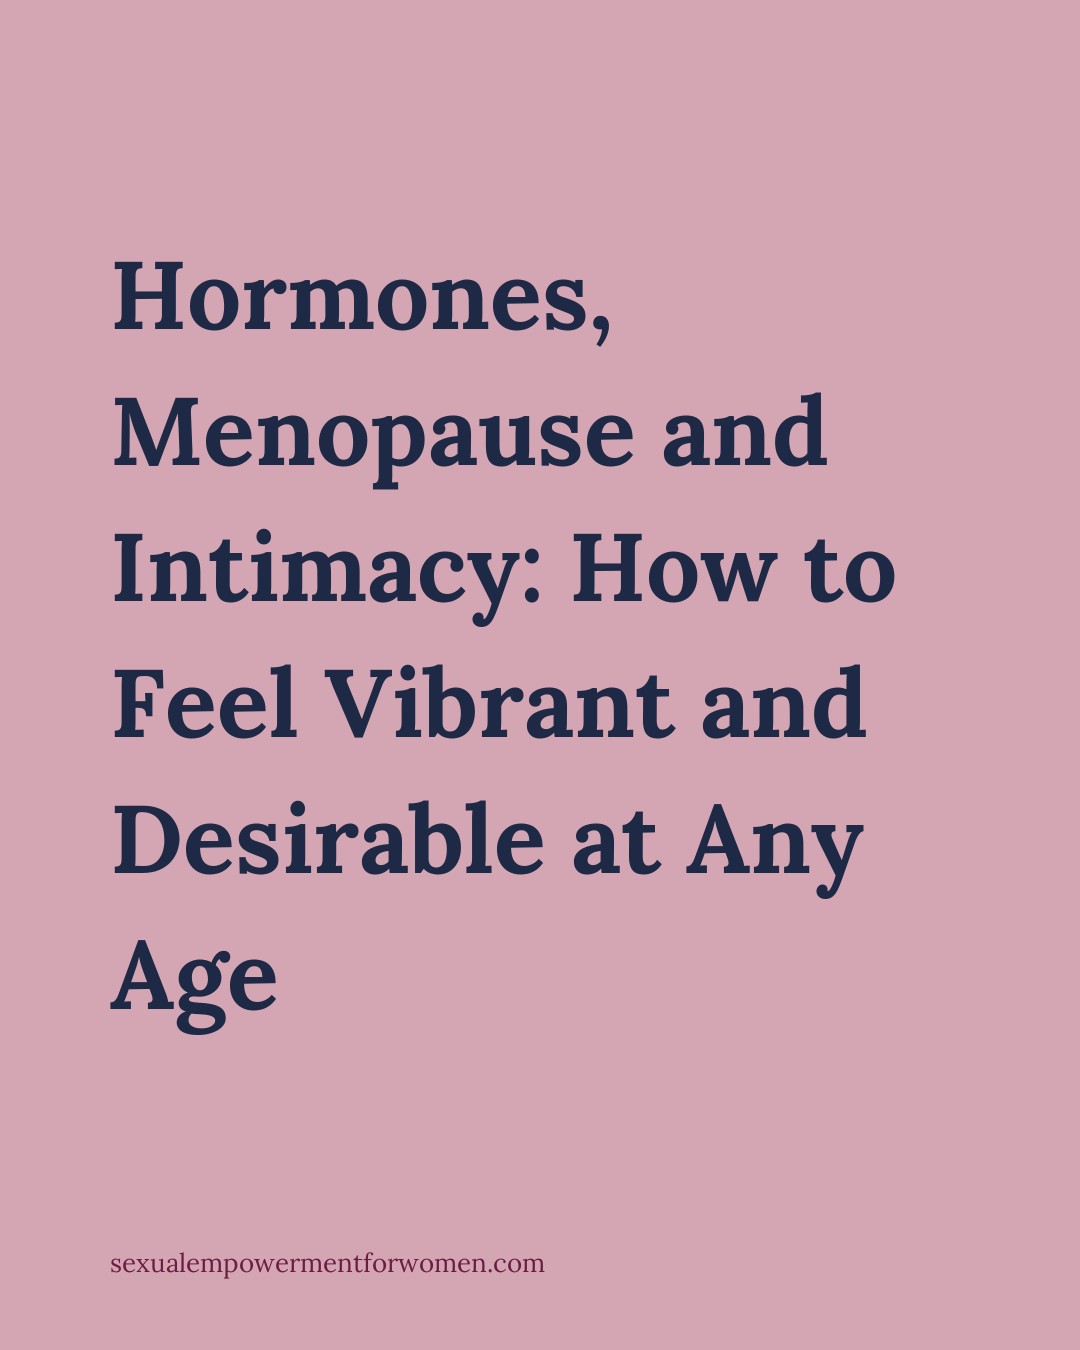 Hormones,
Menopause and
Intimacy: How to
Feel Vibrant and
Desirable at Any
Age
sexualempowermentforwomen.com